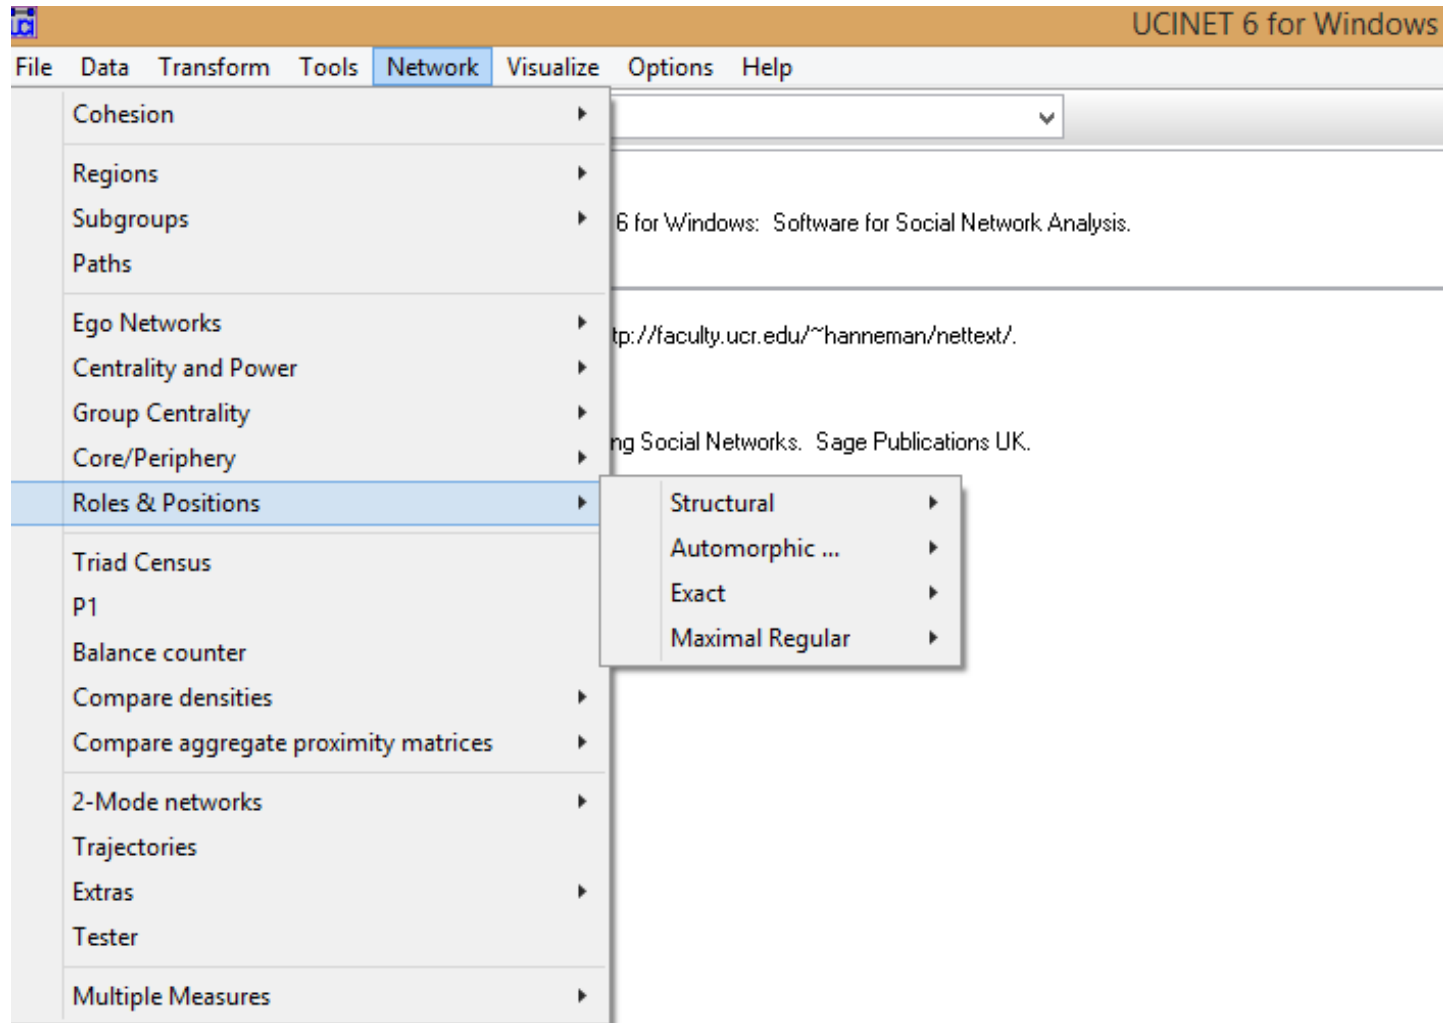 UCINET 6 for Windows
File Data Transform Tools Network Visualize Options Help
Cohesion
Regions
Subgroups
6 for Windows: Software for Social Network Analysis.
Paths
Ego Networks
tp://faculty.ucr.edu/~hanneman/nettext/.
Centrality and Power
Group Centrality
ng Social Networks. Sage Publications UK.
Core/Periphery
Roles & Positions
Structural
Automorphic ...
Exact
Maximal Regular
Triad Census
P1
Balance counter
Compare densities
Compare aggregate proximity matrices
2-Mode networks
Trajectories
Extras
Tester
Multiple Measures